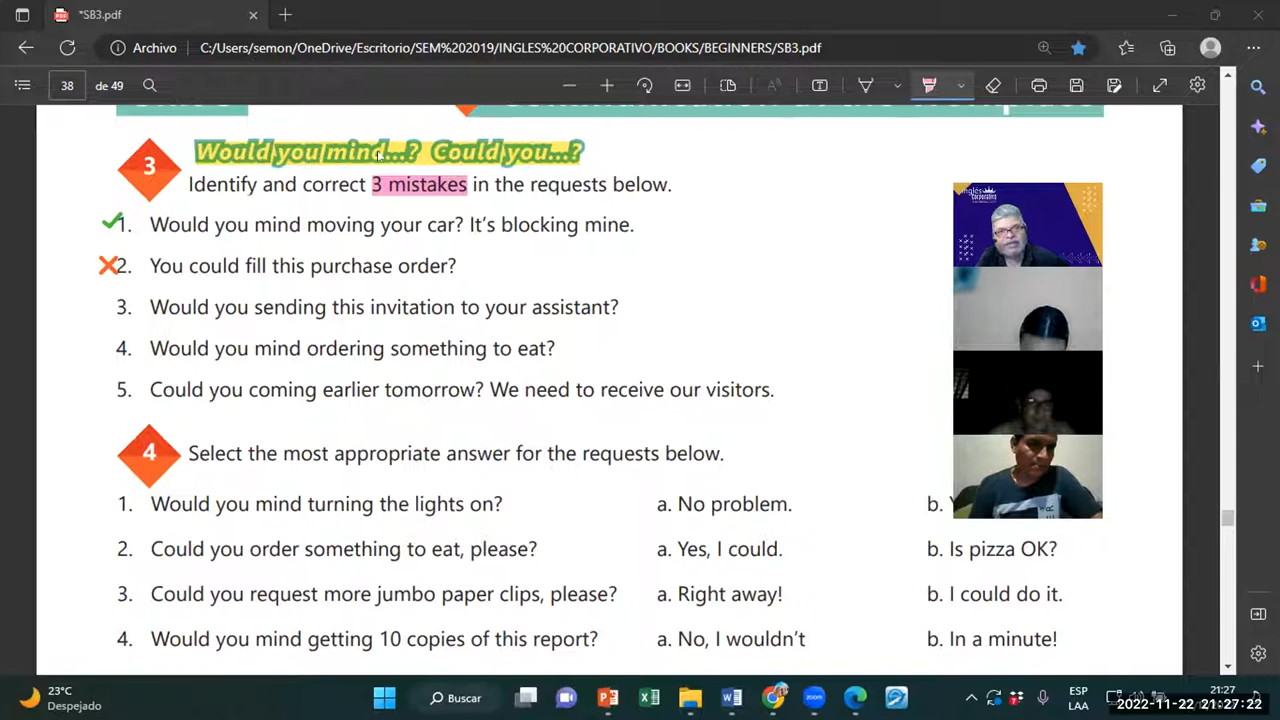 *SB3.pdf
Archivo C:/Users/semon/OneDrive/Escritorio/SEM%202019/INGLES%20CORPORATIVO/BOOKS/BEGINNERS/SB3.pdf
38 de 49
3 Would you mind...? Could you...?
Identify and correct 3 mistakes in the requests below.
1. Would you mind moving your car? It's blocking mine.
2. You could fill this purchase order?
3. Would you sending this invitation to your assistant?
4. Would you mind ordering something to eat?
5. Could you coming earlier tomorrow? We need to receive our visitors.
4 Select the most appropriate answer for the requests below.
1. Would you mind turning the lights on? a. No problem. b.
2. Could you order something to eat, please? a. Yes, I could. b. Is pizza OK?
3. Could you request more jumbo paper clips, please? a. Right away! b. I could do it.
4. Would you mind getting 10 copies of this report? a. No, I wouldn't b. In a minute!
inglés corporativo
23°C
Despejado
Buscar
ESP
LAA
21:27
2022-11-22 21:27:22